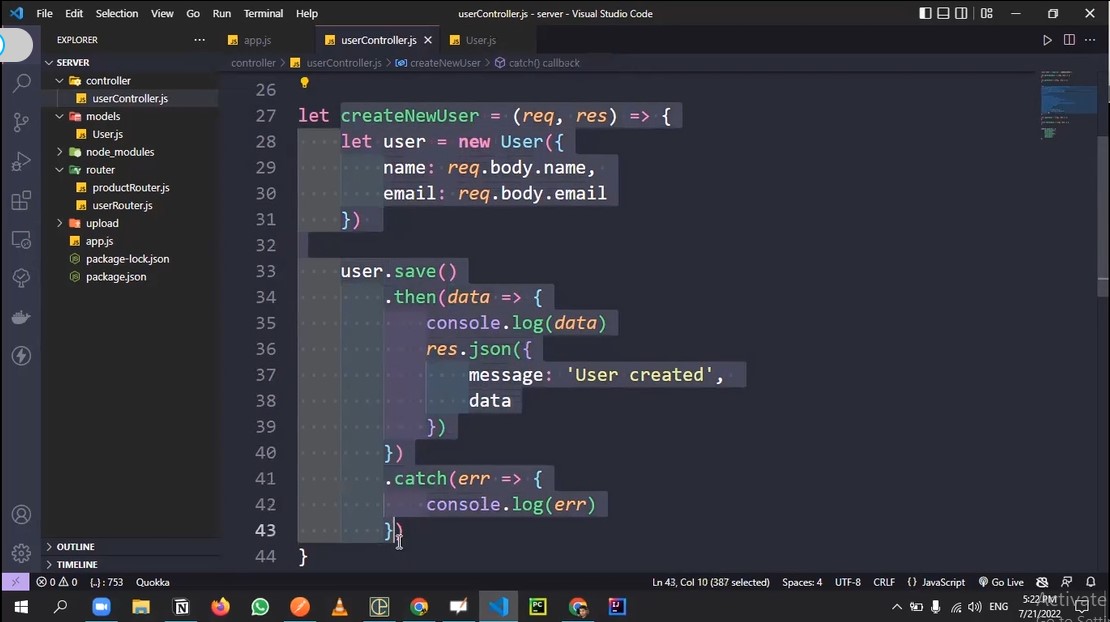 File Edit Selection View Go Run Terminal Help
userController.js - server - Visual Studio Code
EXPLORER
SERVER
controller
userController.js
models
User.js
node_modules
router
productRouter.js
userRouter.js
upload
app.js
package-lock.json
package.json
OUTLINE
TIMELINE
app.js userController.js User.js
controller > userController.js > createNewUser > catch() callback
26
27 let createNewUser = (req, res) => {
28 let user = new User({
29 name: req.body.name,
30 email: req.body.email
31 })
32
33 user.save()
34 .then(data => {
35 console.log(data)
36 res.json({
37 message: 'User created',
38 data
39 })
40 })
41 .catch(err => {
42 console.log(err)
43 })
44 }
0 0 {..} : 753 Quokka Ln 43, Col 10 (387 selected) Spaces: 4 UTF-8 CRLF {} JavaScript Go Live
ENG
5:22 PM
7/21/2022
Activate
Go to Setti